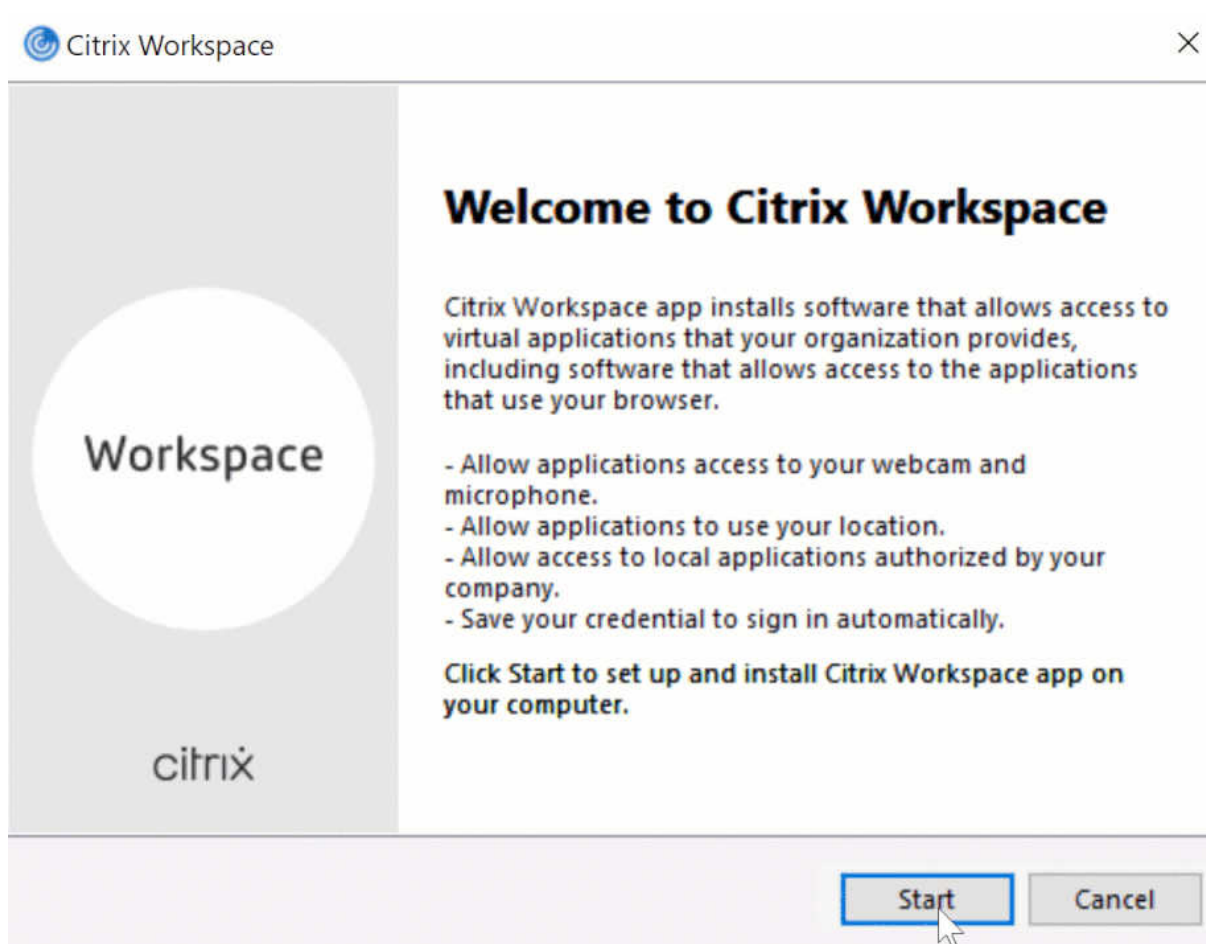 Citrix Workspace
Welcome to Citrix Workspace
Citrix Workspace app installs software that allows access to
virtual applications that your organization provides,
including software that allows access to the applications
that use your browser.
- Allow applications access to your webcam and
microphone.
- Allow applications to use your location.
- Allow access to local applications authorized by your
company.
- Save your credential to sign in automatically.
Click Start to set up and install Citrix Workspace app on
your computer.
Workspace
citrix
Start
Cancel